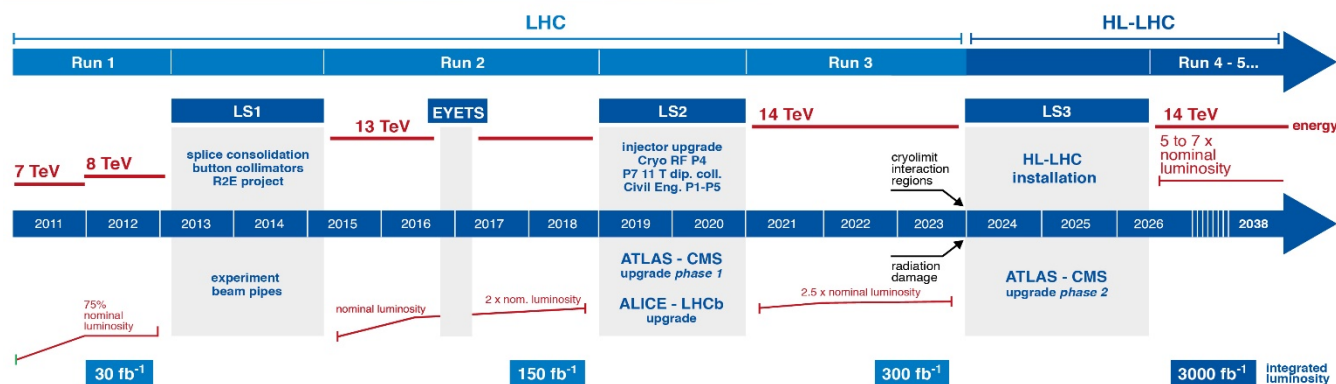 LHC
HL-LHC
Run 1
Run 2
Run 3
Run 4 - 5...
LS1
EYETS
LS2
LS3
7 TeV
8 TeV
13 TeV
14 TeV
14 TeV
energy
splice consolidation
button collimators
R2E project
injector upgrade
Cryo RF P4
P7 11 T dip. coll.
Civil Eng. P1-P5
cryolimit
interaction
regions
HL-LHC
installation
5 to 7 x
nominal
luminosity
2011
2012
2013
2014
2015
2016
2017
2018
2019
2020
2021
2022
2023
2024
2025
2026
2038
75%
nominal
luminosity
experiment
beam pipes
nominal luminosity
2 x nom. luminosity
ATLAS - CMS
upgrade phase 1
ALICE - LHCb
upgrade
2.5 x nominal luminosity
radiation
damage
ATLAS - CMS
upgrade phase 2
30 fb⁻¹
150 fb⁻¹
300 fb⁻¹
3000 fb⁻¹
integrated
luminosity